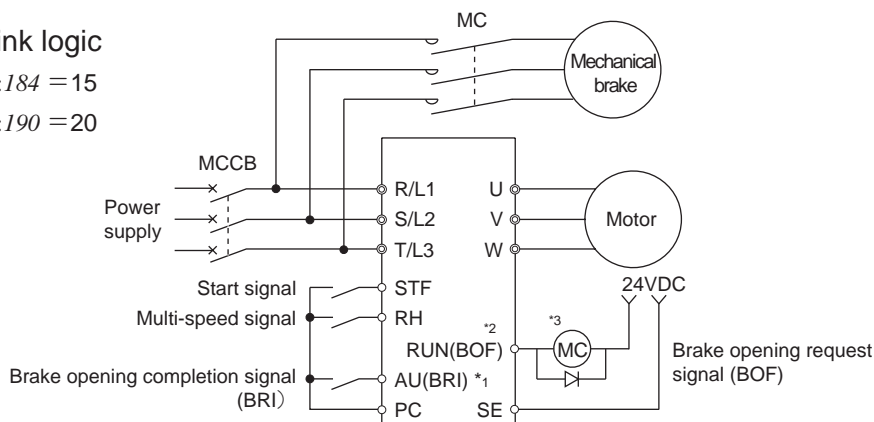 MC
ink logic
184 =15
190 =20
Mechanical
brake
MCCB
Power
supply
R/L1
S/L2
T/L3
U
V
W
Motor
24VDC
Start signal
STF
Multi-speed signal
RH
*2
*3
RUN(BOF)
MC
Brake opening request
signal (BOF)
Brake opening completion signal
(BRI)
AU(BRI) *1
PC
SE